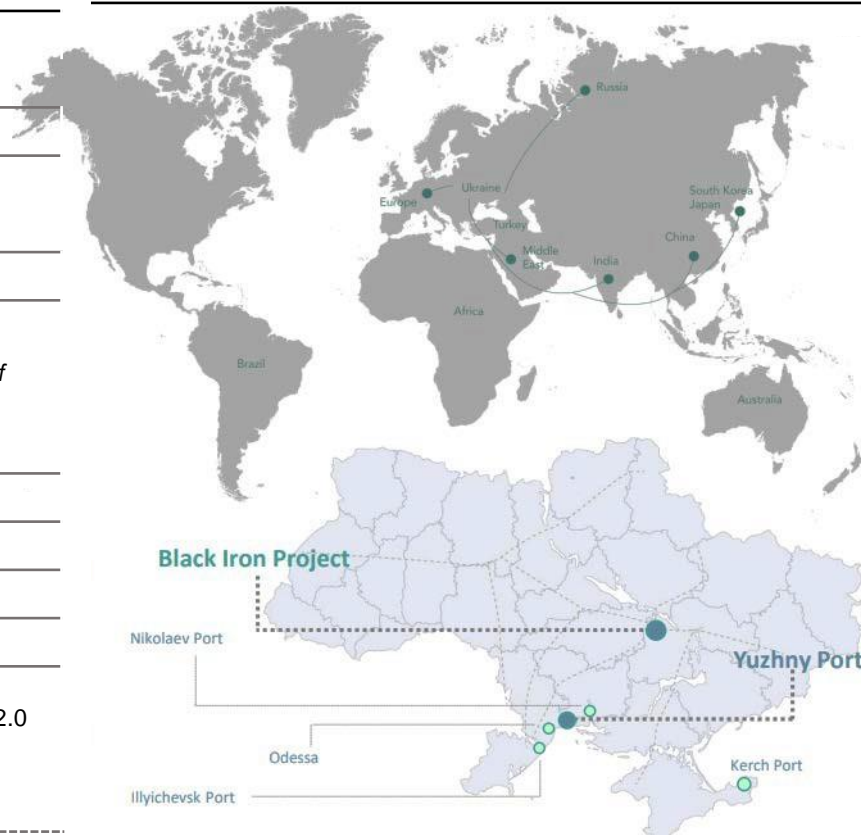 Russia
Ukraine
Europe
South Korea
Japan
Turkey
China
Middle
East
India
Africa
f
Brazil
Australia
Black Iron Project
Nikolaev Port
Yuzhny Port
2.0
Odessa
Kerch Port
Illyichevsk Port